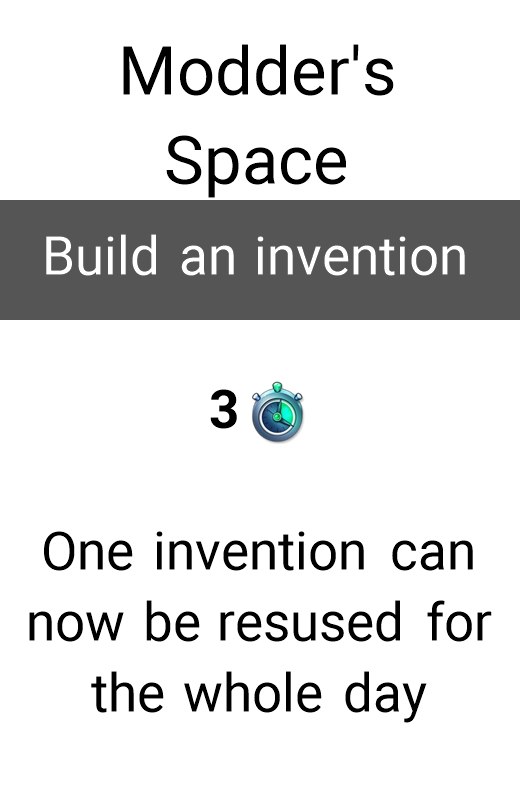 Modder's
Space
Build an invention
3
One invention can
now be resused for
the whole day